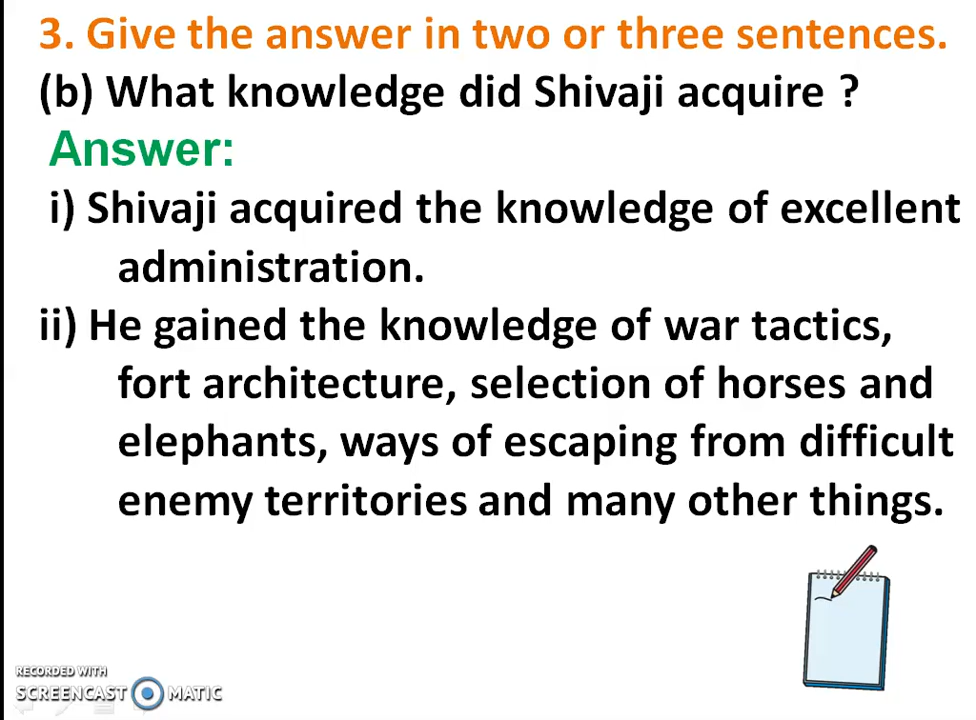 3. Give the answer in two or three sentences.
(b) What knowledge did Shivaji acquire ?
Answer:
i) Shivaji acquired the knowledge of excellent
administration.
ii) He gained the knowledge of war tactics,
fort architecture, selection of horses and
elephants, ways of escaping from difficult
enemy territories and many other things.
RECORDED WITH
SCREENCAST MATIC